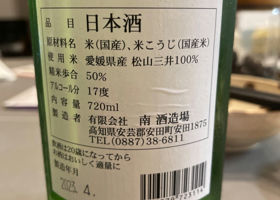 品目 日本酒
原材料名 米(国産)、米こうじ(国産米)
使用米 愛媛県産 松山三井100%
精米歩合 50%
アルコール分 17度
内容量 720ml
製造者 有限会社 南酒造場
高知県安芸郡安田町安田1875
TEL(0887)38-6811
飲酒は20歳になってから
お酒はおいしく適量に
製造年月
2023. 4.